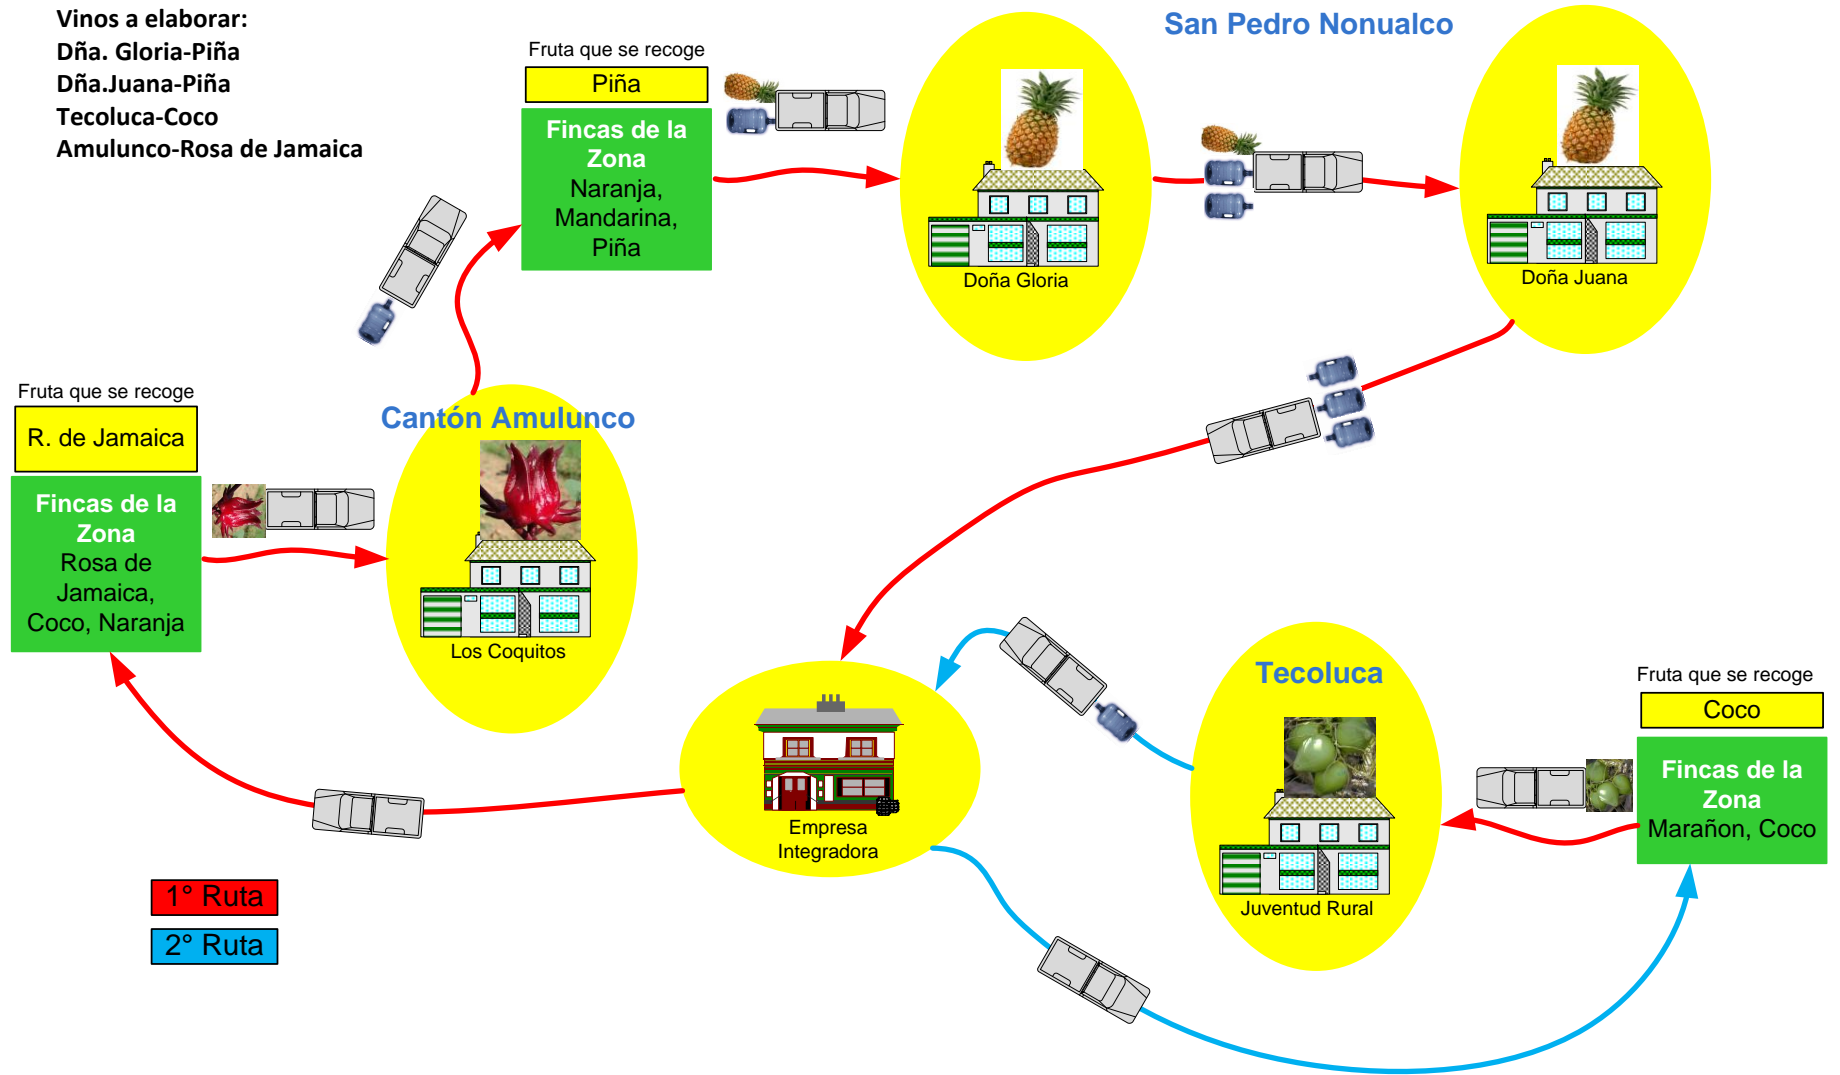 Vinos a elaborar:
Dña. Gloria-Piña
Dña.Juana-Piña
Tecoluca-Coco
Amulunco-Rosa de Jamaica
San Pedro Nonualco
Fruta que se recoge
Piña
Fincas de la
Zona
Naranja,
Mandarina,
Piña
Doña Gloria
Doña Juana
Fruta que se recoge
R. de Jamaica
Fincas de la
Zona
Rosa de
Jamaica,
Coco, Naranja
Cantón Amulunco
Los Coquitos
Empresa
Integradora
Tecoluca
Juventud Rural
Fruta que se recoge
Coco
Fincas de la
Zona
Marañon, Coco
1° Ruta
2° Ruta